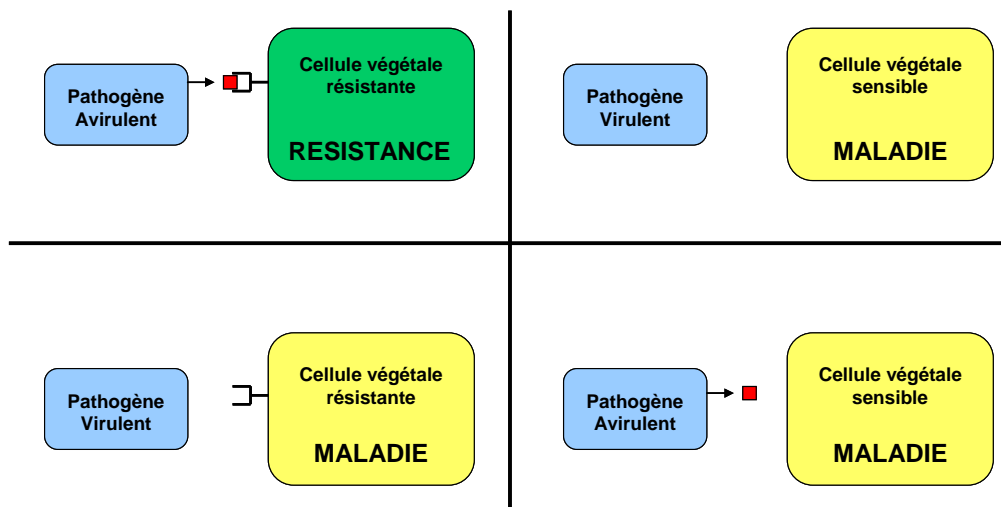 Pathogène
Avirulent
Cellule végétale
résistante
RESISTANCE
Pathogène
Virulent
Cellule végétale
sensible
MALADIE
Pathogène
Virulent
Cellule végétale
résistante
MALADIE
Pathogène
Avirulent
Cellule végétale
sensible
MALADIE